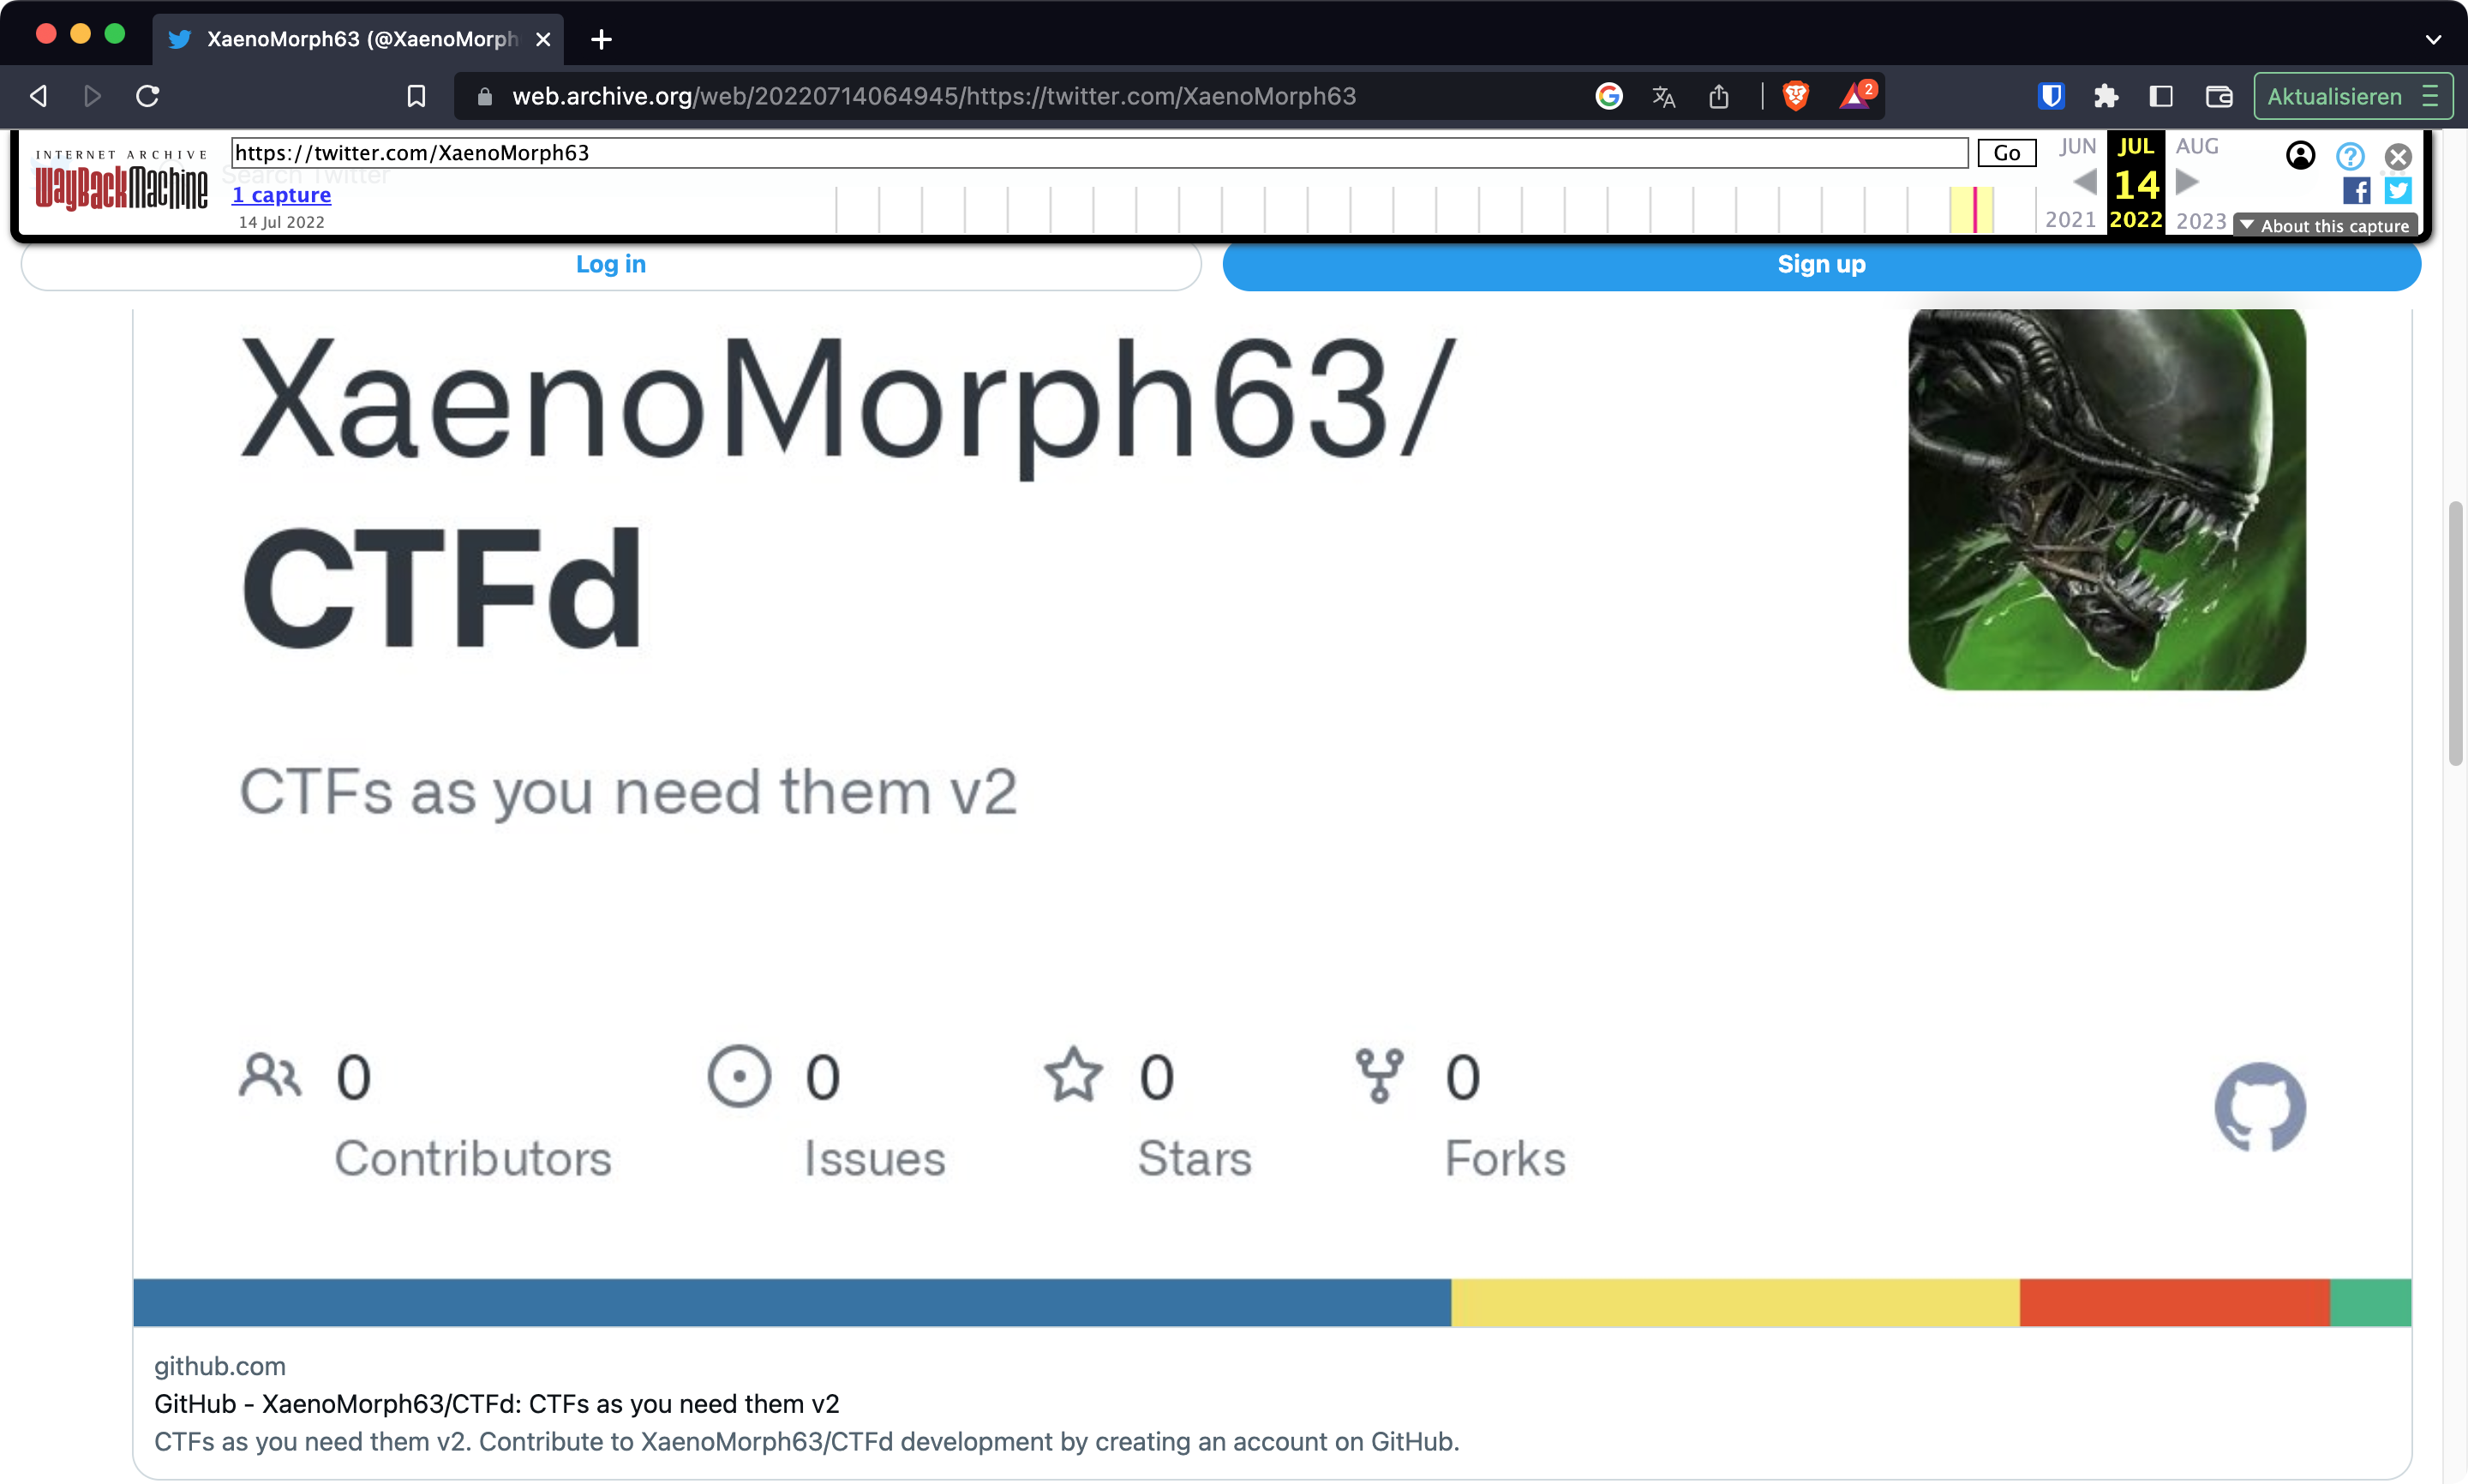 XaenoMorph63 (@XaenoMorph
web.archive.org/web/20220714064945/https://twitter.com/XaenoMorph63
2
Aktualisieren
INTERNET ARCHIVE
WayBackMachine
https://twitter.com/XaenoMorph63
Go
JUN
JUL
AUG
Search Twitter
1 capture
14
14 Jul 2022
2021
2022
2023
About this capture
Log in
Sign up
XaenoMorph63/
CTFd
CTFs as you need them v2
0
0
0
0
Contributors
Issues
Stars
Forks
github.com
GitHub - XaenoMorph63/CTFd: CTFs as you need them v2
CTFs as you need them v2. Contribute to XaenoMorph63/CTFd development by creating an account on GitHub.